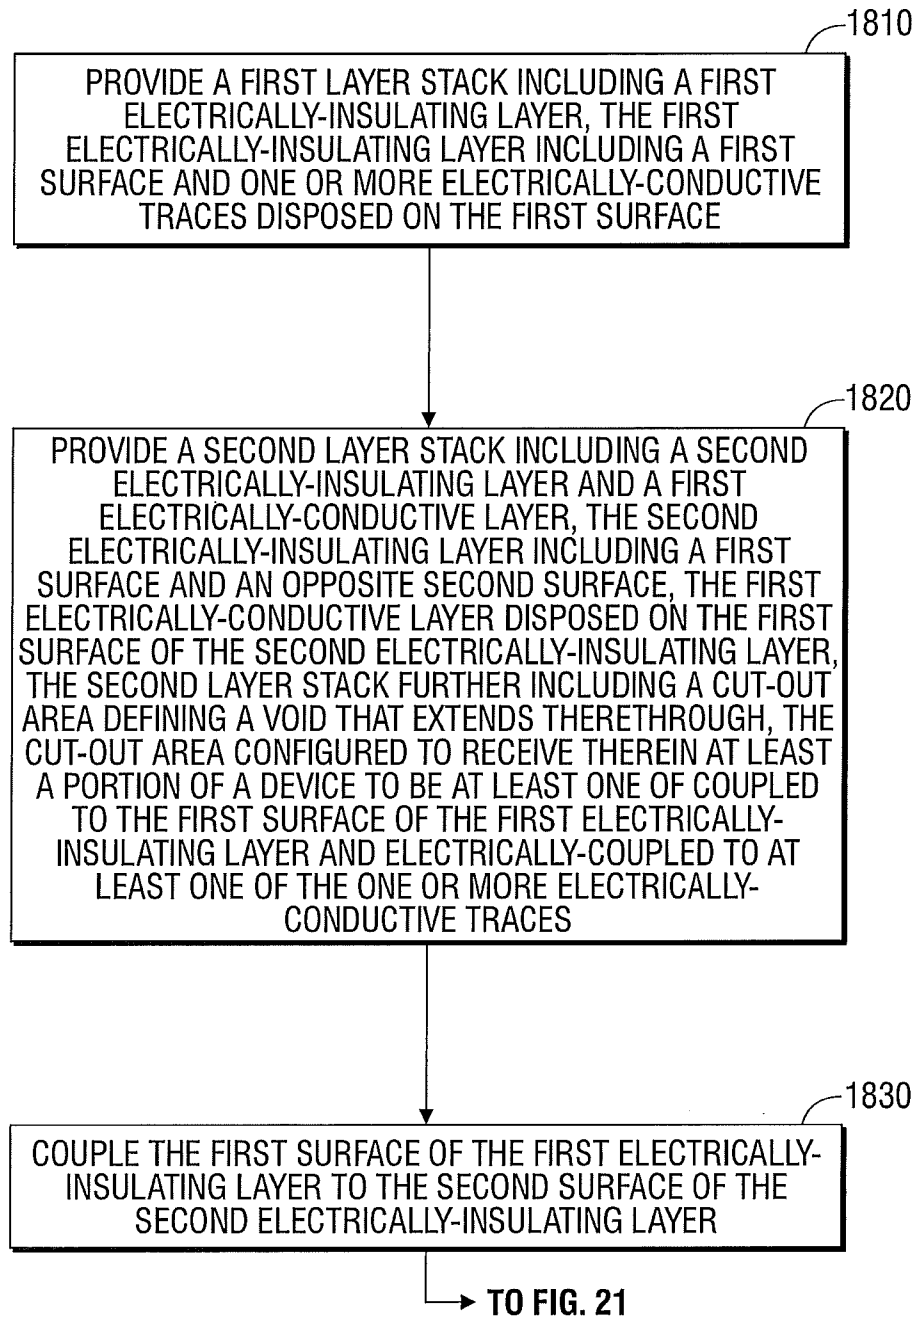 1810
PROVIDE A FIRST LAYER STACK INCLUDING A FIRST
ELECTRICALLY-INSULATING LAYER, THE FIRST
ELECTRICALLY-INSULATING LAYER INCLUDING A FIRST
SURFACE AND ONE OR MORE ELECTRICALLY-CONDUCTIVE
TRACES DISPOSED ON THE FIRST SURFACE
1820
PROVIDE A SECOND LAYER STACK INCLUDING A SECOND
ELECTRICALLY-INSULATING LAYER AND A FIRST
ELECTRICALLY-CONDUCTIVE LAYER, THE SECOND
ELECTRICALLY-INSULATING LAYER INCLUDING A FIRST
SURFACE AND AN OPPOSITE SECOND SURFACE, THE FIRST
ELECTRICALLY-CONDUCTIVE LAYER DISPOSED ON THE FIRST
SURFACE OF THE SECOND ELECTRICALLY-INSULATING LAYER,
THE SECOND LAYER STACK FURTHER INCLUDING A CUT-OUT
AREA DEFINING A VOID THAT EXTENDS THERETHROUGH, THE
CUT-OUT AREA CONFIGURED TO RECEIVE THEREIN AT LEAST
A PORTION OF A DEVICE TO BE AT LEAST ONE OF COUPLED
TO THE FIRST SURFACE OF THE FIRST ELECTRICALLY-
INSULATING LAYER AND ELECTRICALLY-COUPLED TO AT
LEAST ONE OF THE ONE OR MORE ELECTRICALLY-
CONDUCTIVE TRACES
1830
COUPLE THE FIRST SURFACE OF THE FIRST ELECTRICALLY-
INSULATING LAYER TO THE SECOND SURFACE OF THE
SECOND ELECTRICALLY-INSULATING LAYER
TO FIG. 21